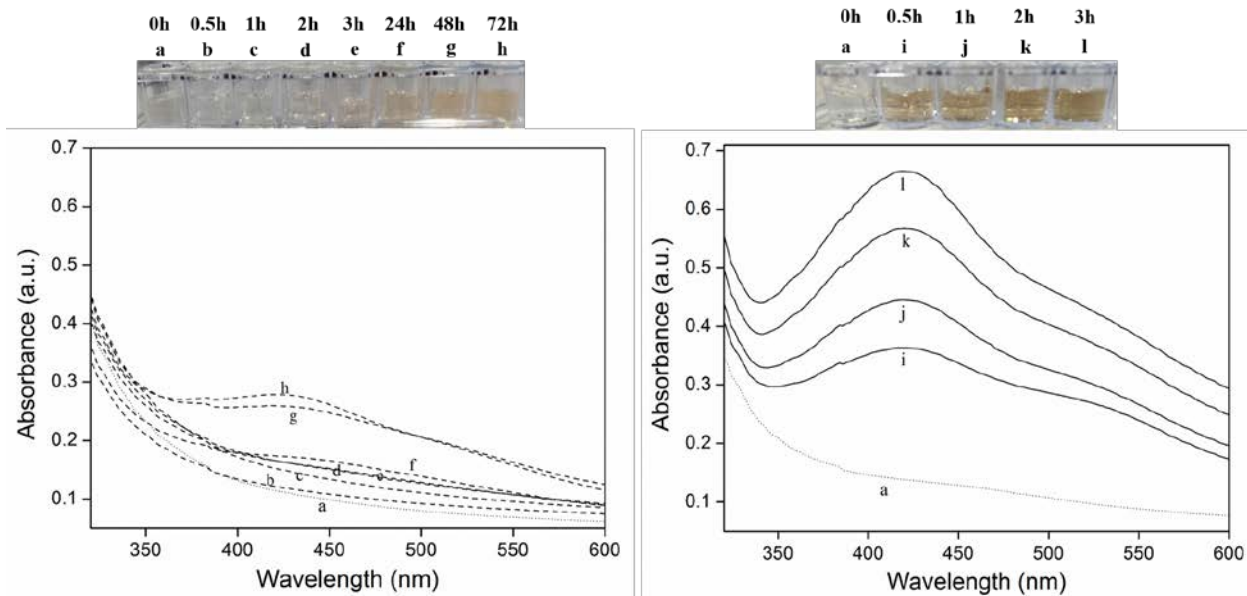 0h 0.5h 1h 2h 3h 24h 48h 72h
a b c d e f g h
0.7
0.6
0.5
0.4
0.3
0.2
0.1
Absorbance (a.u.)
h
g
f
d
e
c
b
a
350 400 450 500 550 600
Wavelength (nm)
0h 0.5h 1h 2h 3h
a i j k l
0.7
0.6
0.5
0.4
0.3
0.2
0.1
Absorbance (a.u.)
l
k
j
i
a
350 400 450 500 550 600
Wavelength (nm)